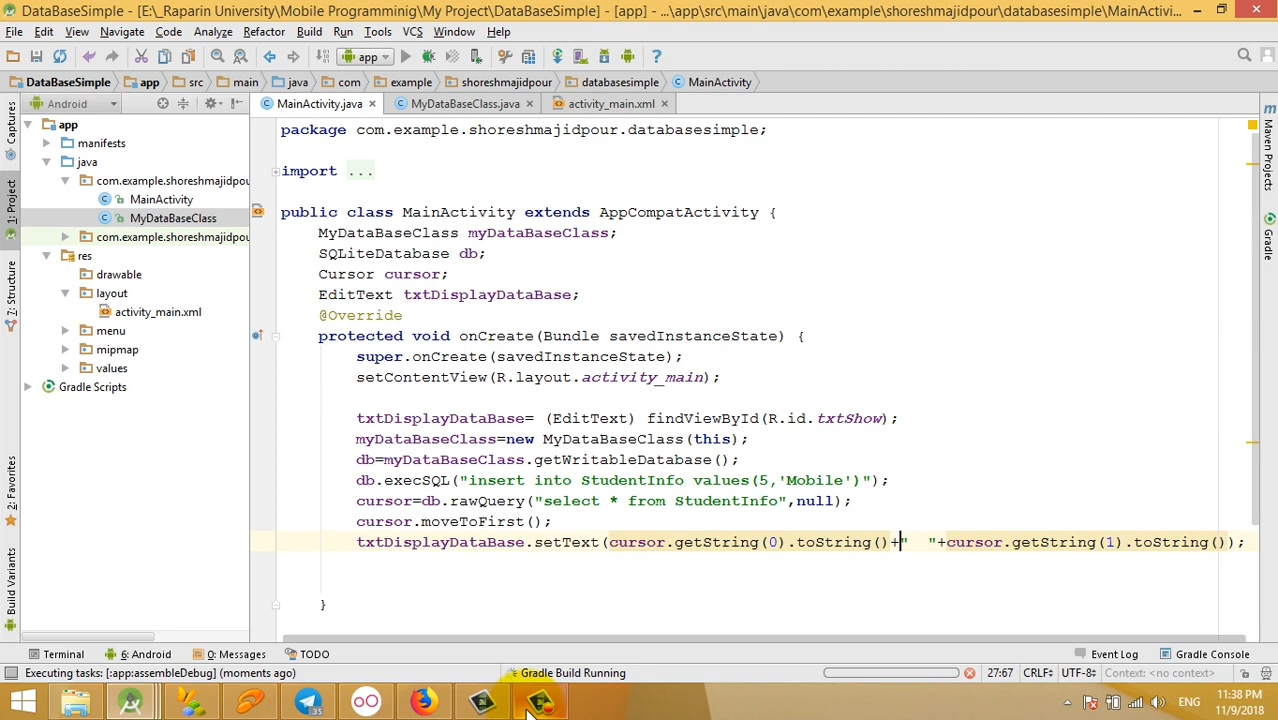 DataBaseSimple - [E:\_Raparin University\Mobile Programminig\My Project\DataBaseSimple] - [app] - ...\app\src\main\java\com\example\shoreshmajidpour\databasesimple\MainActivi...
File Edit View Navigate Code Analyze Refactor Build Run Tools VCS Window Help
app
DataBaseSimple app src main java com example shoreshmajidpour databasesimple MainActivity
Android MainActivity.java MyDataBaseClass.java activity_main.xml
Captures
1: Project
7: Structure
2: Favorites
Build Variants
app
manifests
java
com.example.shoreshmajidpour
MainActivity
MyDataBaseClass
com.example.shoreshmajidpou
res
drawable
layout
activity_main.xml
menu
mipmap
values
Gradle Scripts
package com.example.shoreshmajidpour.databasesimple;
import ...
public class MainActivity extends AppCompatActivity {
MyDataBaseClass myDataBaseClass;
SQLiteDatabase db;
Cursor cursor;
EditText txtDisplayDataBase;
@Override
protected void onCreate(Bundle savedInstanceState) {
super.onCreate(savedInstanceState);
setContentView(R.layout.activity_main);
txtDisplayDataBase= (EditText) findViewById(R.id.txtShow);
myDataBaseClass=new MyDataBaseClass(this);
db=myDataBaseClass.getWritableDatabase();
db.execSQL("insert into StudentInfo values(5,'Mobile')");
cursor=db.rawQuery("select * from StudentInfo",null);
cursor.moveToFirst();
txtDisplayDataBase.setText(cursor.getString(0).toString()+"  "+cursor.getString(1).toString());
}
Maven Projects
Gradle
Terminal 6: Android 0: Messages TODO Event Log Gradle Console
Executing tasks: [:app:assembleDebug] (moments ago) Gradle Build Running 27:67 CRLF UTF-8 Context: <no context>
35 ENG 11:38 PM
11/9/2018